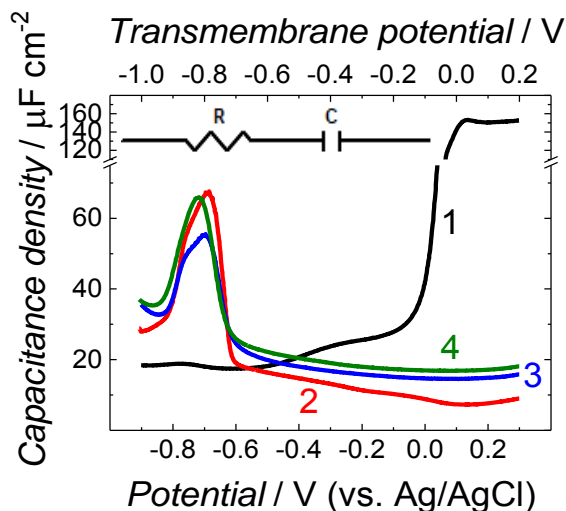 Transmembrane potential / V
-1.0 -0.8 -0.6 -0.4 -0.2 0.0 0.2
Capacitance density / μF cm-2
160
140
120
60
40
20
R C
1
4
3
2
-0.8 -0.6 -0.4 -0.2 0.0 0.2
Potential / V (vs. Ag/AgCl)